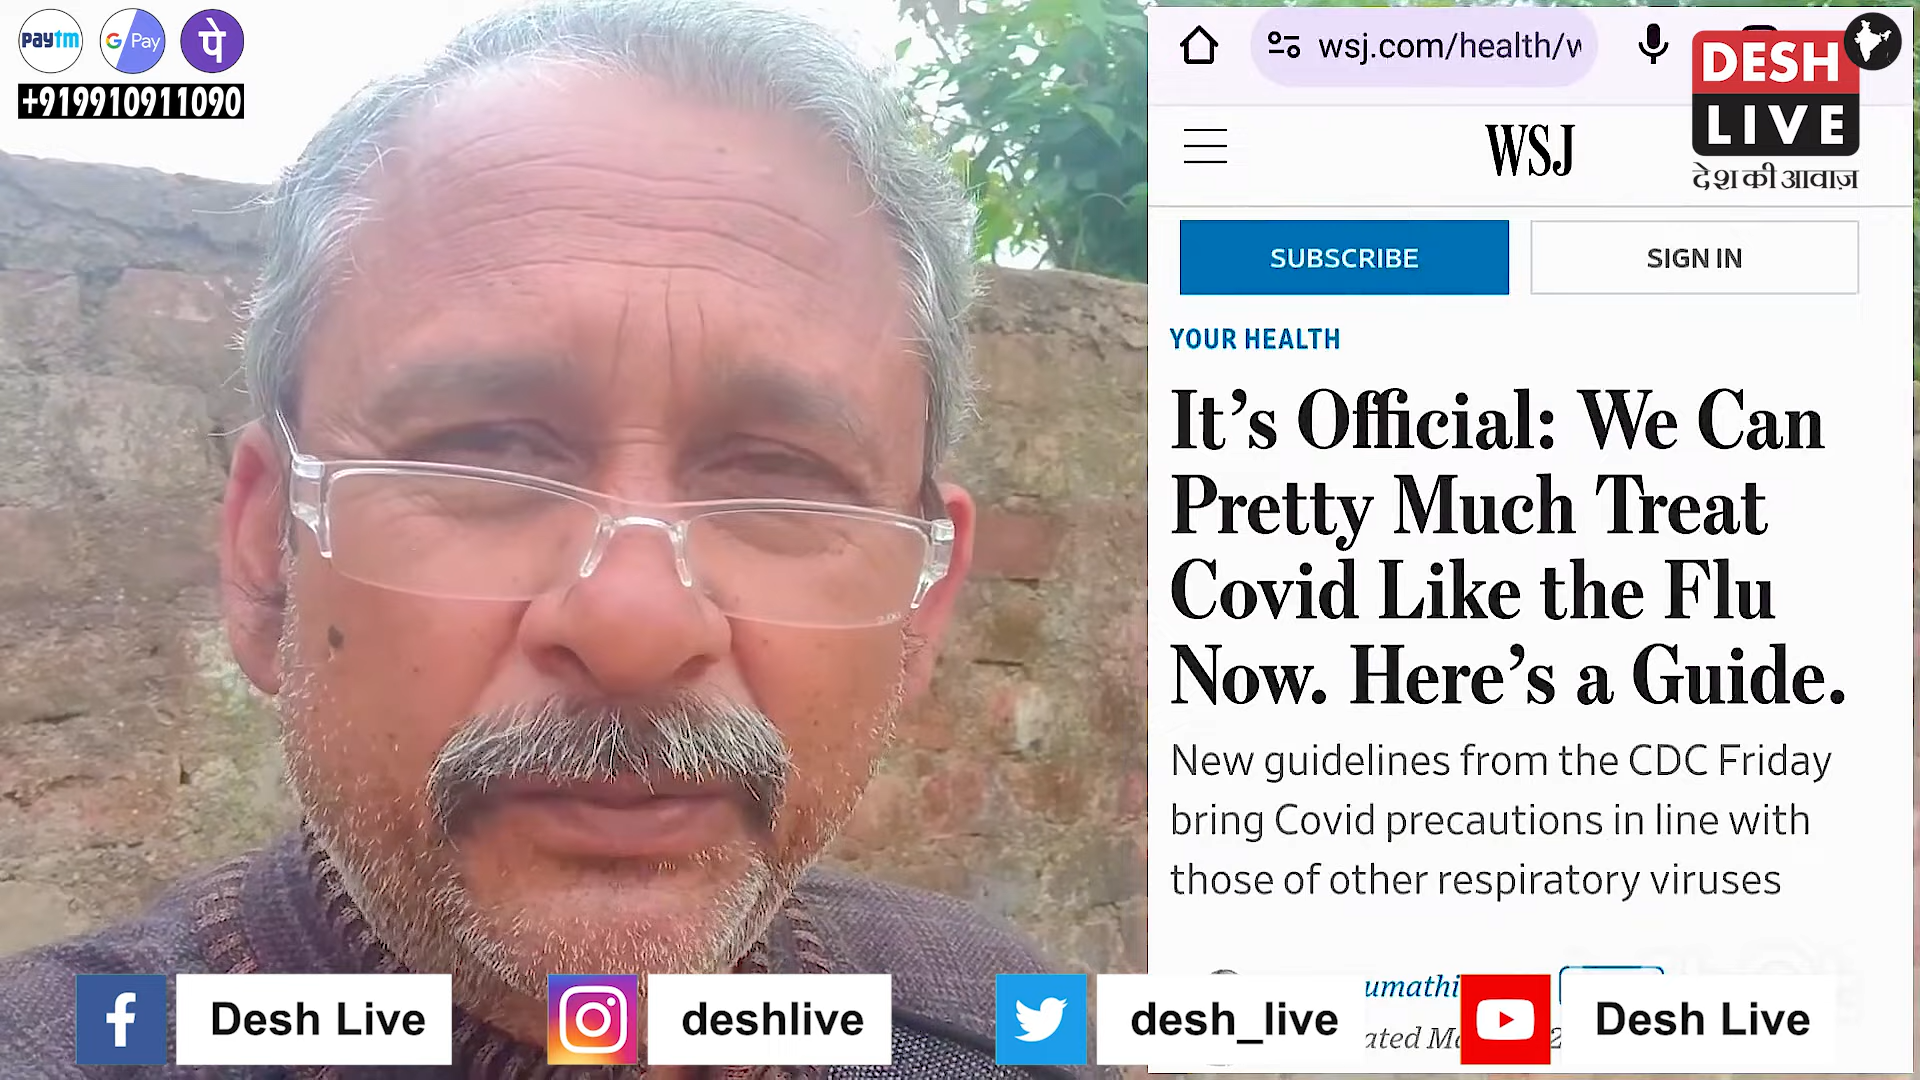 paytm
G Pay
पे
+919910911090
wsj.com/health/w
DESH
LIVE
देश की आवाज़
WSJ
SUBSCRIBE
SIGN IN
YOUR HEALTH
It's Official: We Can
Pretty Much Treat
Covid Like the Flu
Now. Here's a Guide.
New guidelines from the CDC Friday
bring Covid precautions in line with
those of other respiratory viruses
Desh Live
deshlive
desh_live
Desh Live